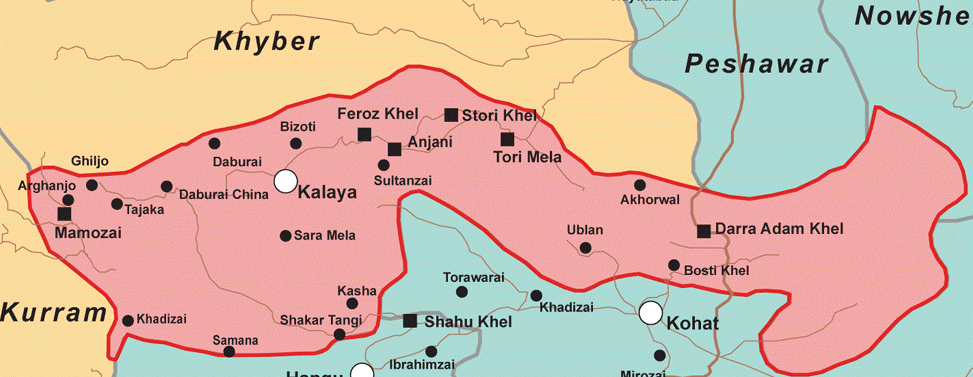 Nowshe
Khyber
Peshawar
Feroz Khel
Stori Khel
Bizoti
Anjani
Tori Mela
Ghiljo
Daburai
Sultanzai
Arghanjo
Daburai China
Kalaya
Akhorwal
Tajaka
Mamozai
Sara Mela
Ublan
Darra Adam Khel
Bosti Khel
Torawarai
Kasha
Khadizai
Kurram
Khadizai
Shakar Tangi
Shahu Khel
Kohat
Samana
Ibrahimzai
Mirozai
Hangu